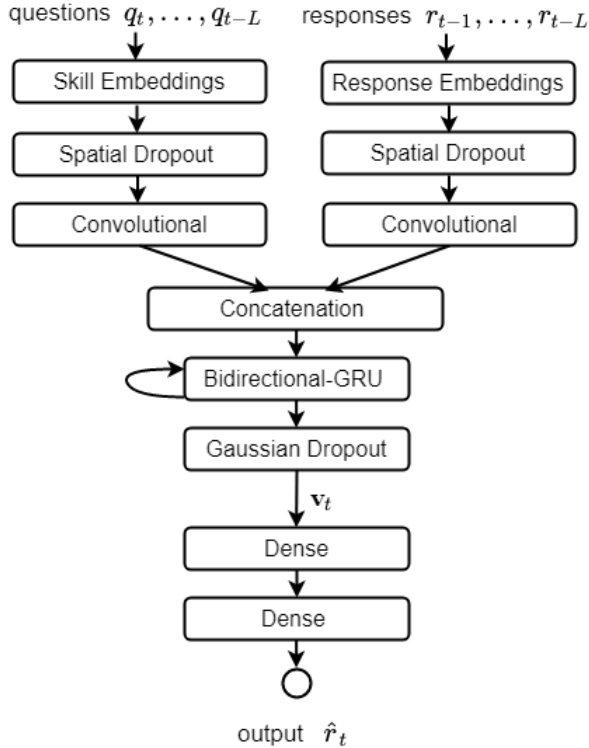 questions q_t, . . . , q_{t−L} responses r_{t−1}, . . . , r_{t−L}
Skill Embeddings Response Embeddings
Spatial Dropout Spatial Dropout
Convolutional Convolutional
Concatenation
Bidirectional-GRU
Gaussian Dropout
v_t
Dense
Dense
output r̂_t